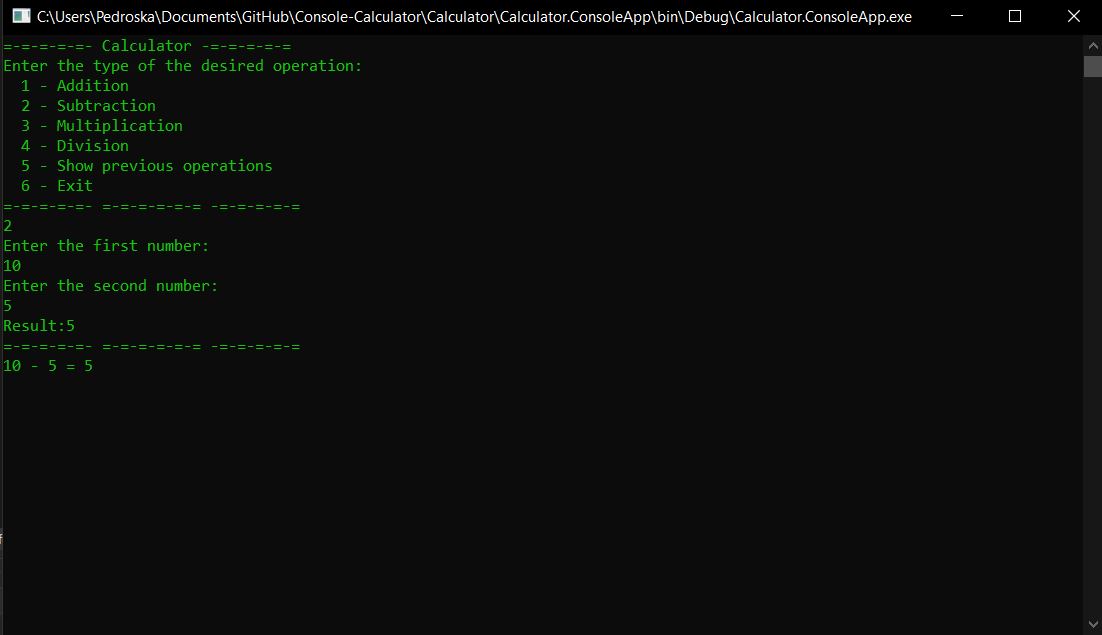 C:\Users\Pedroska\Documents\GitHub\Console-Calculator\Calculator\Calculator.ConsoleApp\bin\Debug\Calculator.ConsoleApp.exe
=-=-=-=-=- Calculator -=-=-=-=-=
Enter the type of the desired operation:
  1 - Addition
  2 - Subtraction
  3 - Multiplication
  4 - Division
  5 - Show previous operations
  6 - Exit
=-=-=-=-=- =-=-=-=-=-= -=-=-=-=-=
2
Enter the first number:
10
Enter the second number:
5
Result:5
=-=-=-=-=- =-=-=-=-=-= -=-=-=-=-=
10 - 5 = 5